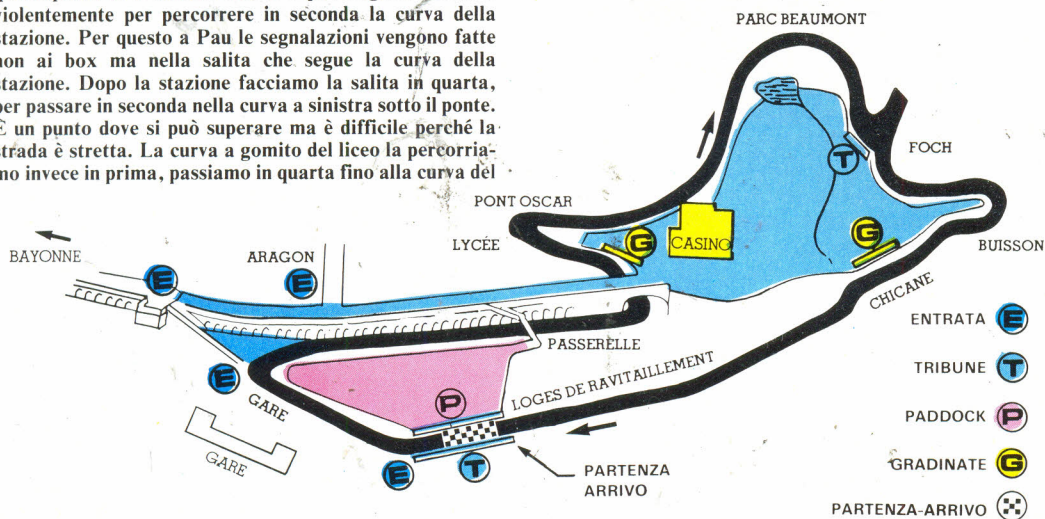 violentemente per percorrere in seconda la curva della
stazione. Per questo a Pau le segnalazioni vengono fatte
non ai box ma nella salita che segue la curva della
stazione. Dopo la stazione facciamo la salita in quarta,
per passare in seconda nella curva a sinistra sotto il ponte.
È un punto dove si può superare ma è difficile perché la
strada è stretta. La curva a gomito del liceo la percorria-
mo invece in prima, passiamo in quarta fino alla curva del
PARC BEAUMONT
FOCH
T
PONT OSCAR
LYCÉE
G
CASINO
G
BUISSON
BAYONNE
ARAGON
E
E
CHICANE
ENTRATA E
PASSERELLE
TRIBUNE T
LOGES DE RAVITAILLEMENT
E
GARE
P
PADDOCK P
GARE
GRADINATE G
E
T
PARTENZA
ARRIVO
PARTENZA-ARRIVO